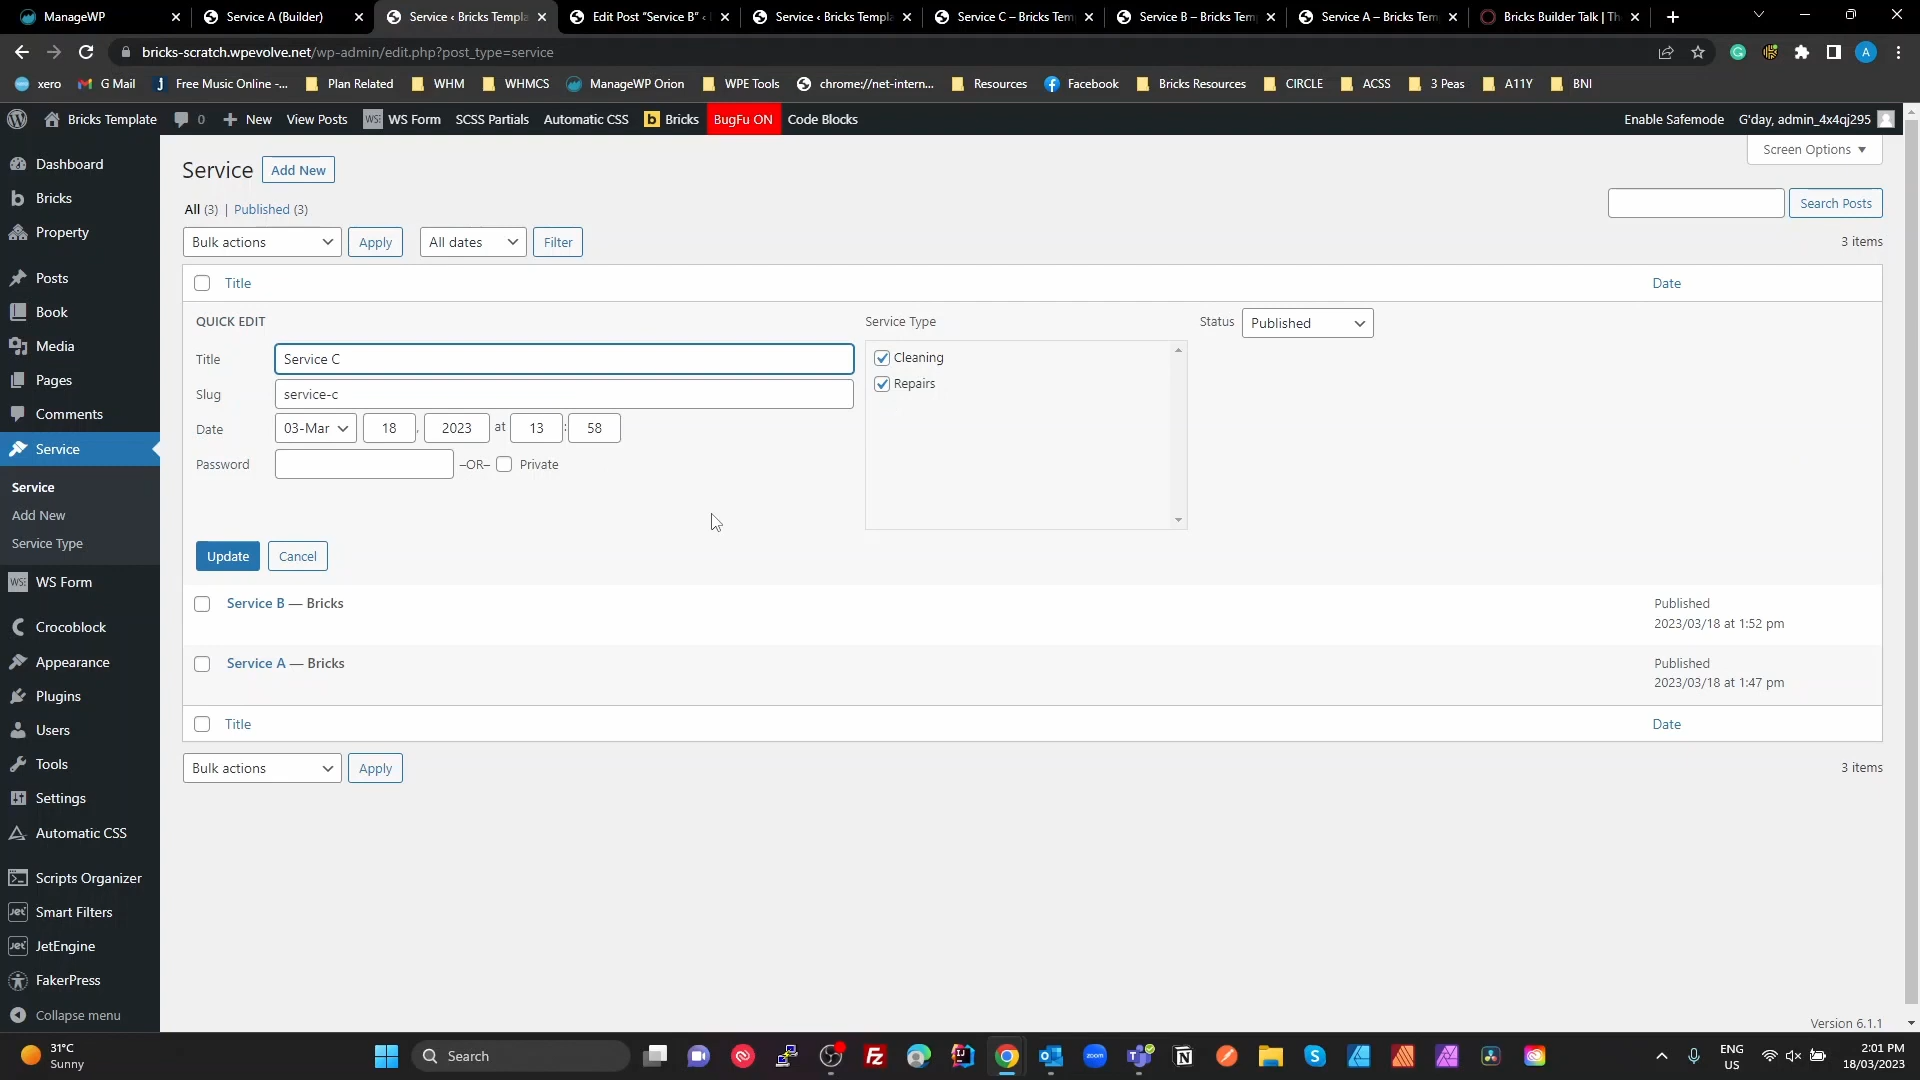 ManageWP
Service A (Builder)
Service ‹ Bricks Templa
Edit Post “Service B” ‹
Service ‹ Bricks Templ
Service C – Bricks Tem
Service B – Bricks Tem
Service A – Bricks Tem
Bricks Builder Talk | Th
bricks-scratch.wpevolve.net/wp-admin/edit.php?post_type=service
A
xero
G Mail
Free Music Online -...
Plan Related
WHM
WHMCS
ManageWP Orion
WPE Tools
chrome://net-intern...
Resources
Facebook
Bricks Resources
CIRCLE
ACSS
3 Peas
A11Y
BNI
Bricks Template
0
New
View Posts
WS Form
SCSS Partials
Automatic CSS
Bricks
BugFu ON
Code Blocks
Enable Safemode
G'day, admin_4x4qj295
Dashboard
Bricks
Property
Posts
Book
Media
Pages
Comments
Service
Service
Add New
Service Type
WS Form
Crocoblock
Appearance
Plugins
Users
Tools
Settings
Automatic CSS
Scripts Organizer
Smart Filters
JetEngine
FakerPress
Collapse menu
Screen Options
Service
Add New
All (3) | Published (3)
Search Posts
Bulk actions
Apply
All dates
Filter
3 items
Title
Date
QUICK EDIT
Title
Service C
Slug
service-c
Date
03-Mar
18
,
2023
at
13
:
58
Password
–OR–
Private
Service Type
Cleaning
Repairs
Status
Published
Update
Cancel
Service B — Bricks
Published
2023/03/18 at 1:52 pm
Service A — Bricks
Published
2023/03/18 at 1:47 pm
Title
Date
Bulk actions
Apply
3 items
Version 6.1.1
31°C
Sunny
Search
ENG
US
2:01 PM
18/03/2023